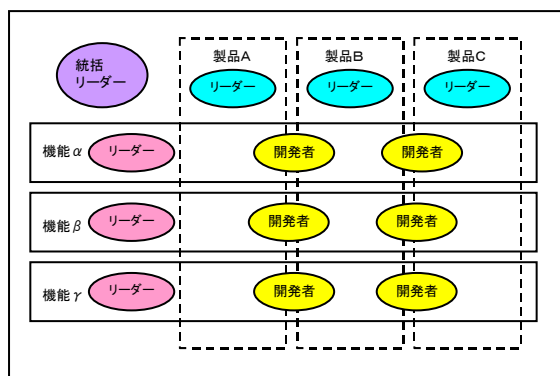 統括
リーダー
製品A
製品B
製品C
リーダー
リーダー
リーダー
機能α
リーダー
開発者
開発者
機能β
リーダー
開発者
開発者
機能γ
リーダー
開発者
開発者